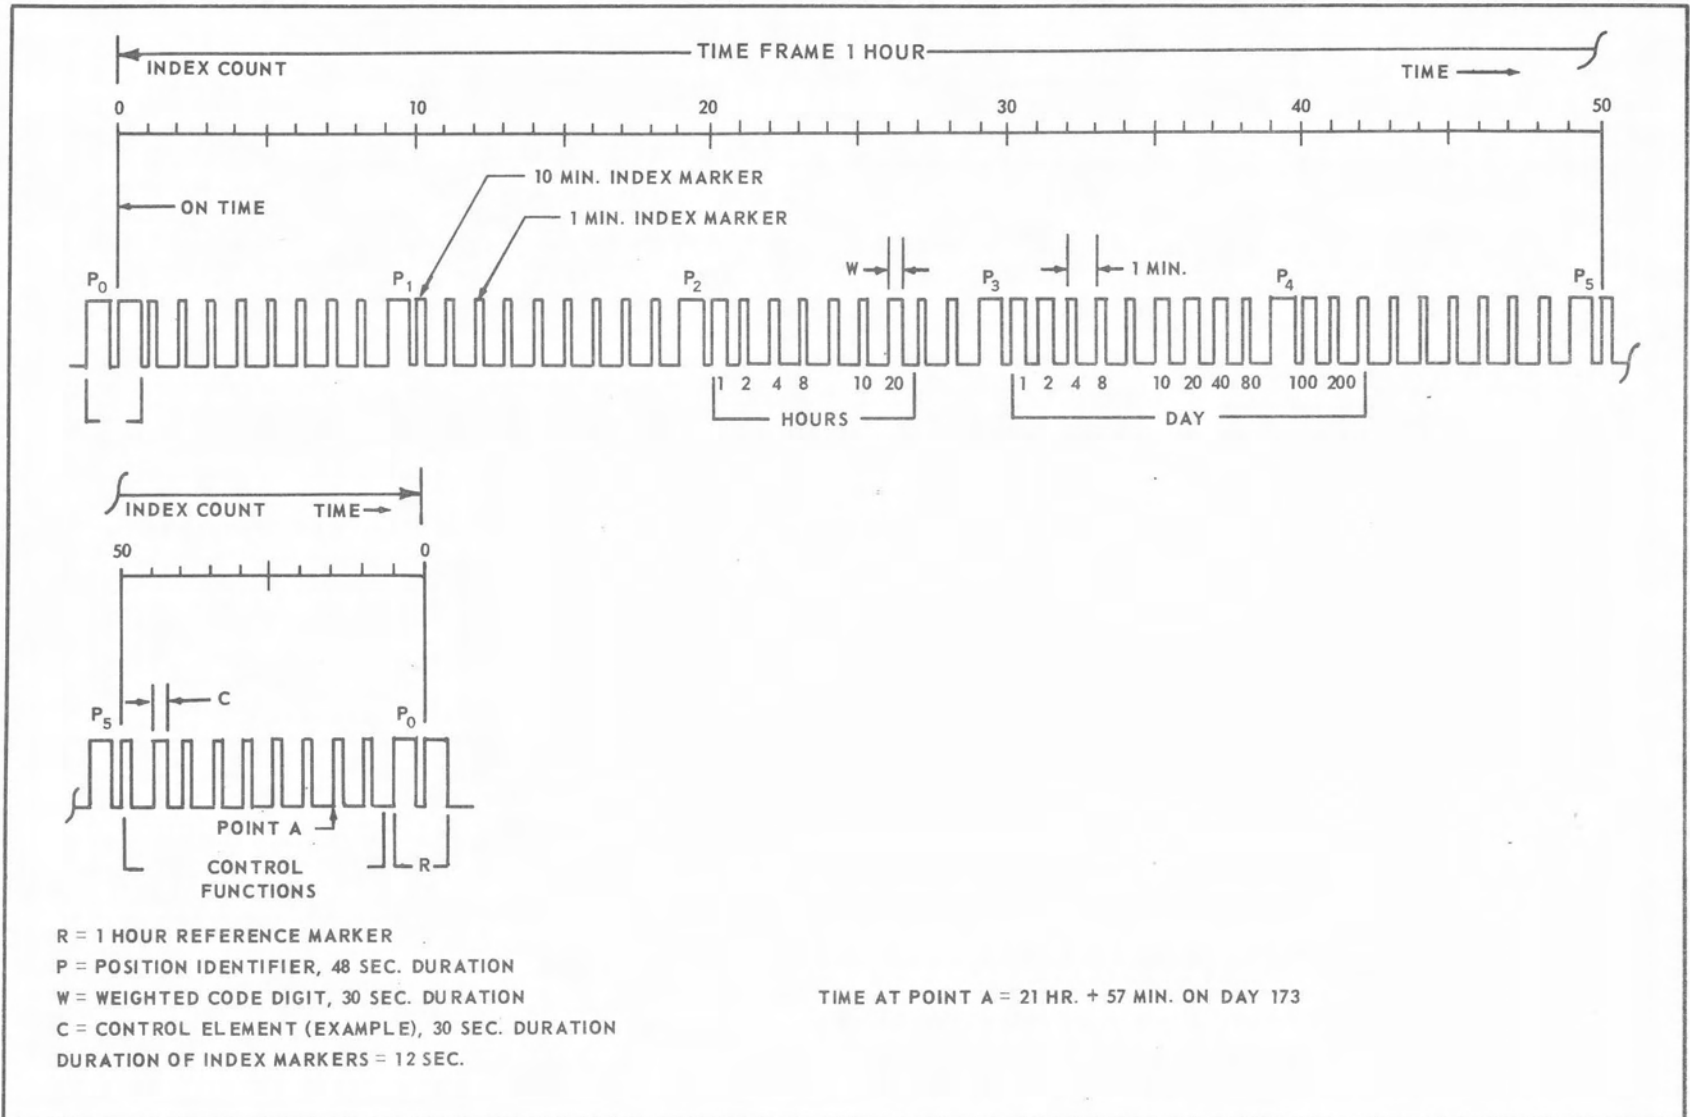 TIME FRAME 1 HOUR
INDEX COUNT
TIME
0 10 20 30 40 50
10 MIN. INDEX MARKER
ON TIME
1 MIN. INDEX MARKER
P0 P1 P2 W P3 1 MIN. P4 P5
1 2 4 8 10 20 1 2 4 8 10 20 40 80 100 200
HOURS DAY
INDEX COUNT TIME
50 0
C
P5 P0
POINT A
CONTROL FUNCTIONS
R
R = 1 HOUR REFERENCE MARKER
P = POSITION IDENTIFIER, 48 SEC. DURATION
W = WEIGHTED CODE DIGIT, 30 SEC. DURATION
TIME AT POINT A = 21 HR. + 57 MIN. ON DAY 173
C = CONTROL ELEMENT (EXAMPLE), 30 SEC. DURATION
DURATION OF INDEX MARKERS = 12 SEC.